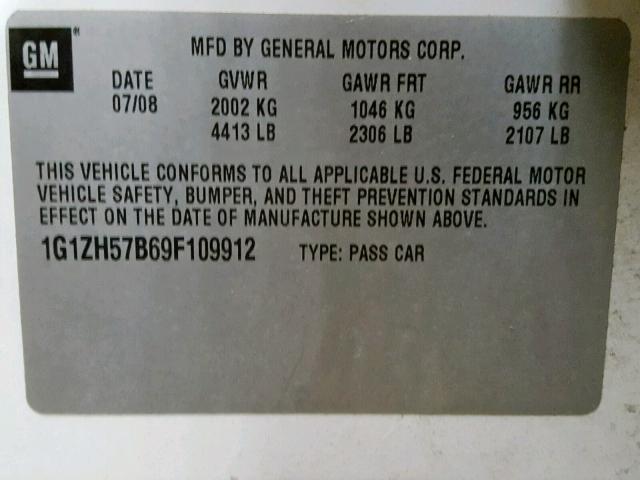 GM®
MFD BY GENERAL MOTORS CORP.
DATE GVWR GAWR FRT GAWR RR
07/08 2002 KG 1046 KG 956 KG
4413 LB 2306 LB 2107 LB
THIS VEHICLE CONFORMS TO ALL APPLICABLE U.S. FEDERAL MOTOR
VEHICLE SAFETY, BUMPER, AND THEFT PREVENTION STANDARDS IN
EFFECT ON THE DATE OF MANUFACTURE SHOWN ABOVE.
1G1ZH57B69F109912 TYPE: PASS CAR